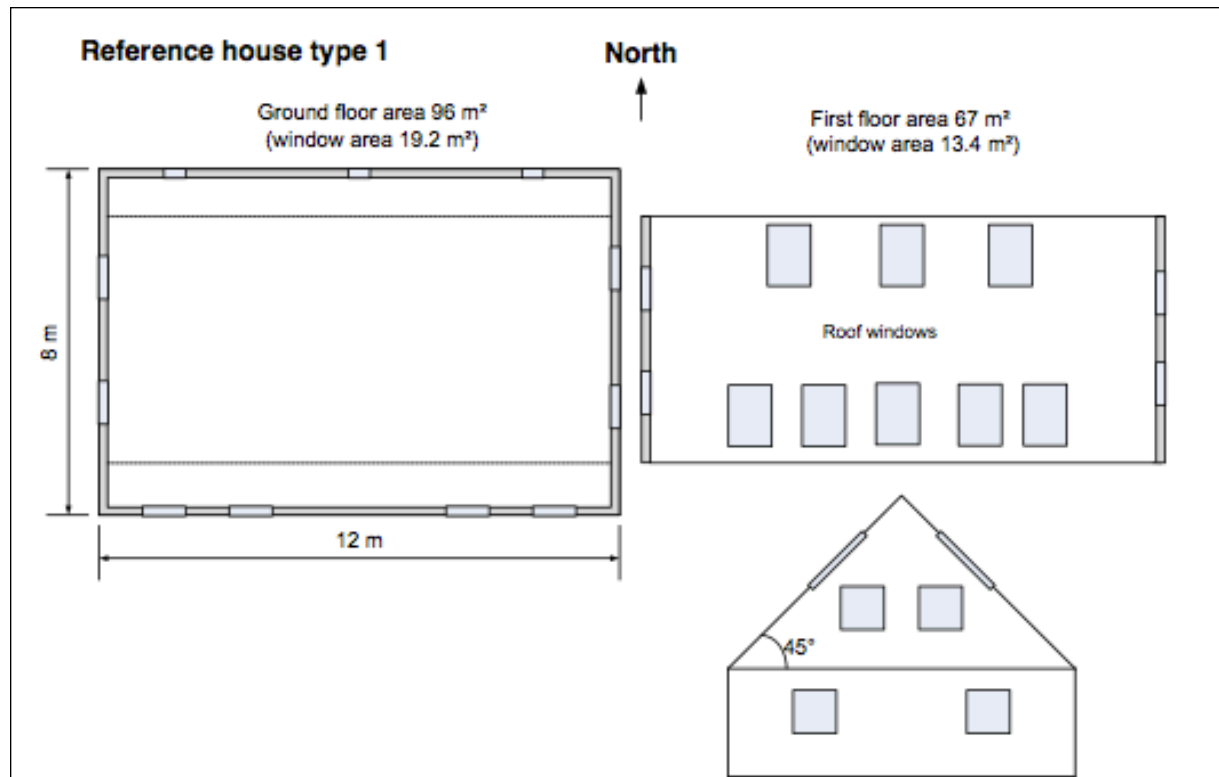 Reference house type 1
North
Ground floor area 96 m²
(window area 19.2 m²)
First floor area 67 m²
(window area 13.4 m²)
8 m
Roof windows
12 m
45°